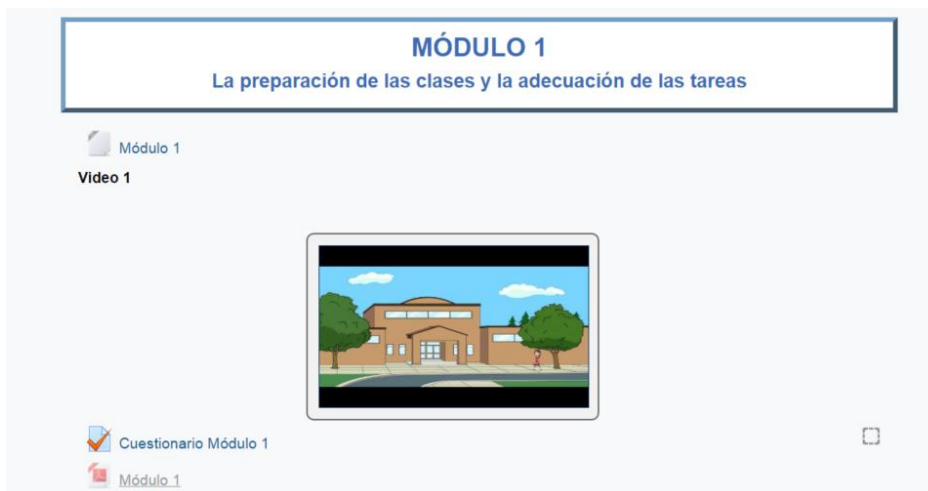 MÓDULO 1
La preparación de las clases y la adecuación de las tareas
Módulo 1
Video 1
Cuestionario Módulo 1
Módulo 1